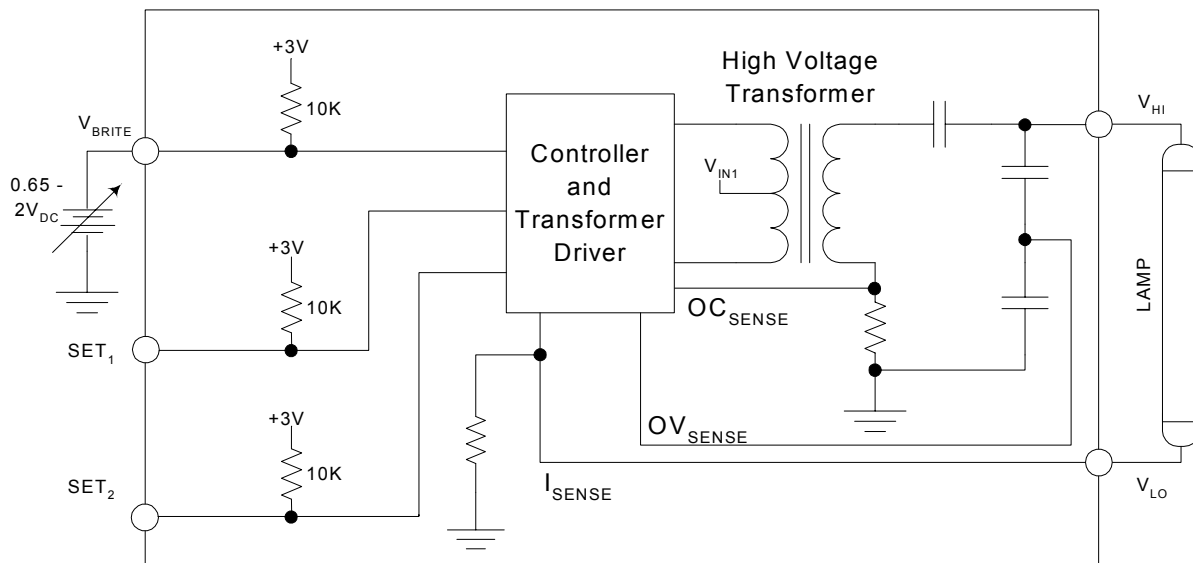 +3V
10K
V_BRITE
0.65 -
2V_DC
+3V
10K
SET_1
+3V
10K
SET_2
Controller
and
Transformer
Driver
High Voltage
Transformer
V_IN1
OC_SENSE
OV_SENSE
I_SENSE
V_HI
LAMP
V_LO